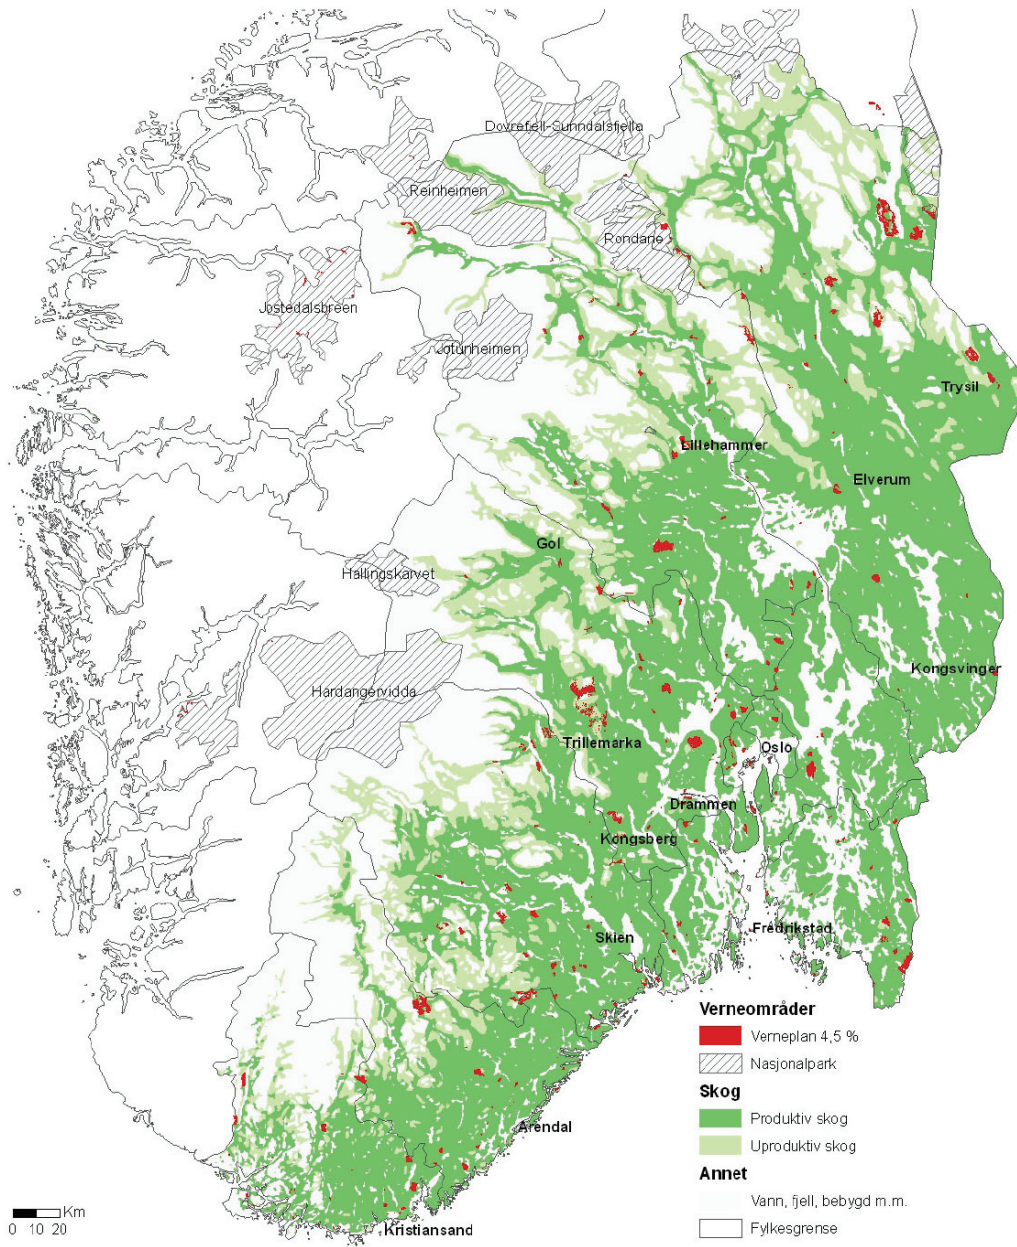 Dovrefjell-Sunndalsfjella
Reinheimen
Rondane
Jostedalsbreen
Jotunheimen
Trysil
Lillehammer
Elverum
Gol
Hallingskarvet
Kongsvinger
Hardangervidda
Trillemarka
Oslo
Drammen
Kongsberg
Fredrikstad
Skien
Verneområder
Verneplan 4,5 %
Nasjonalpark
Skog
Produktiv skog
Uproduktiv skog
Arendal
Annet
Vann, fjell, bebygd m.m.
Fylkesgrense
Km
0 10 20
Kristiansand